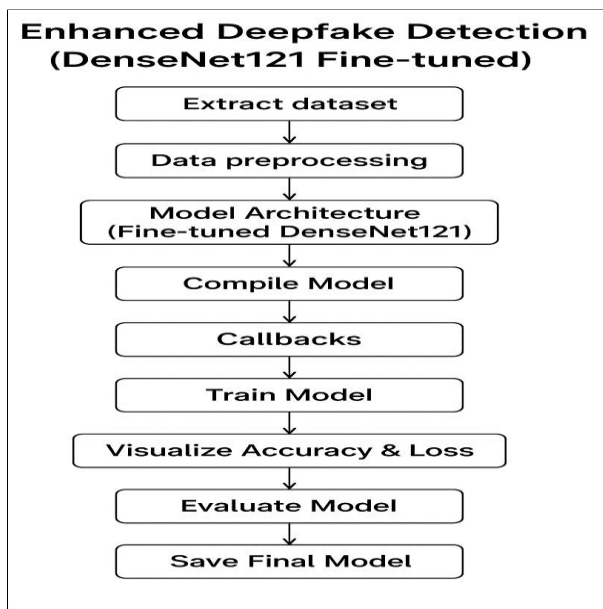 Enhanced Deepfake Detection
(DenseNet121 Fine-tuned)
Extract dataset
Data preprocessing
Model Architecture
(Fine-tuned DenseNet121)
Compile Model
Callbacks
Train Model
Visualize Accuracy & Loss
Evaluate Model
Save Final Model